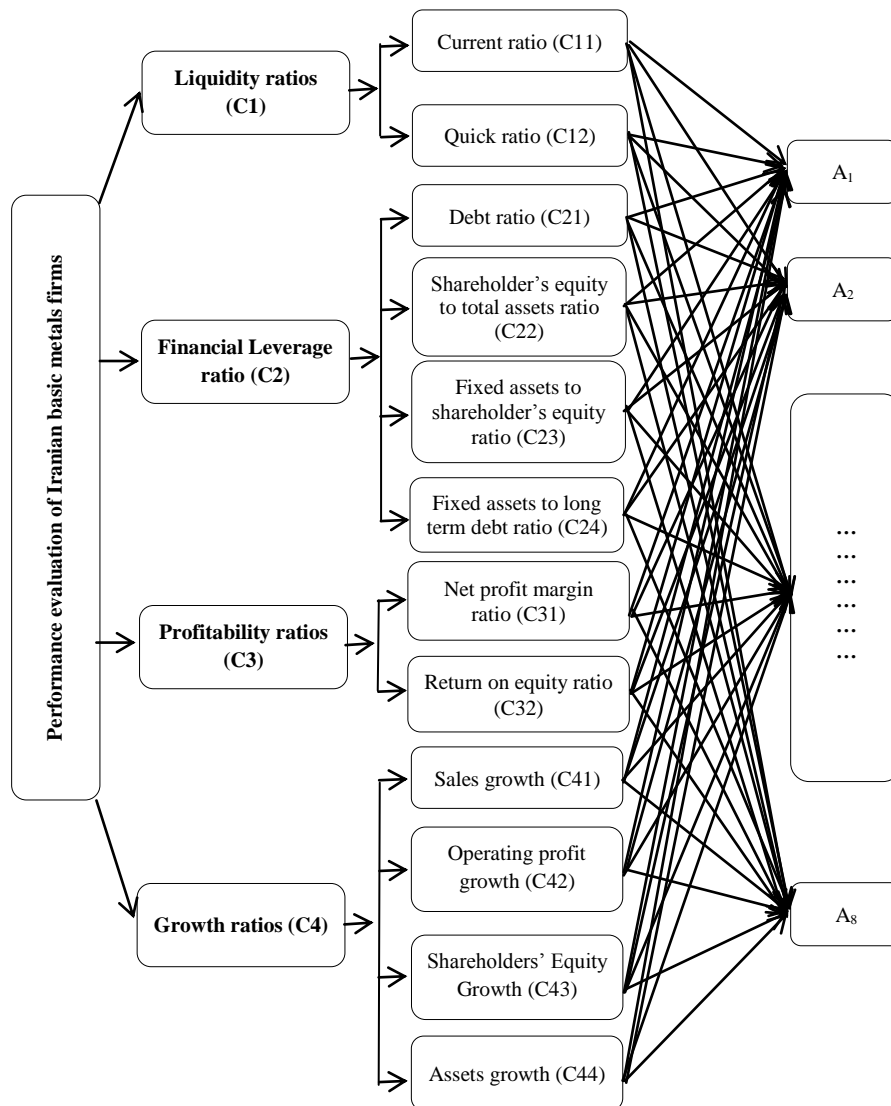 Performance evaluation of Iranian basic metals firms
Liquidity ratios
(C1)
Financial Leverage
ratio (C2)
Profitability ratios
(C3)
Growth ratios (C4)
Current ratio (C11)
Quick ratio (C12)
Debt ratio (C21)
Shareholder’s equity
to total assets ratio
(C22)
Fixed assets to
shareholder’s equity
ratio (C23)
Fixed assets to long
term debt ratio (C24)
Net profit margin
ratio (C31)
Return on equity ratio
(C32)
Sales growth (C41)
Operating profit
growth (C42)
Shareholders’ Equity
Growth (C43)
Assets growth (C44)
A₁
A₂
...
...
...
...
...
...
A₈